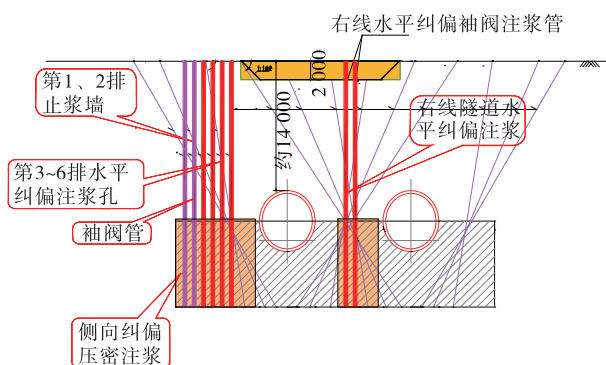 右线水平纠偏袖阀注浆管
第1、2排
止浆墙
2 000
约14 000
右线隧道水
平纠偏注浆
第3~6排水平
纠偏注浆孔
袖阀管
侧向纠偏
压密注浆